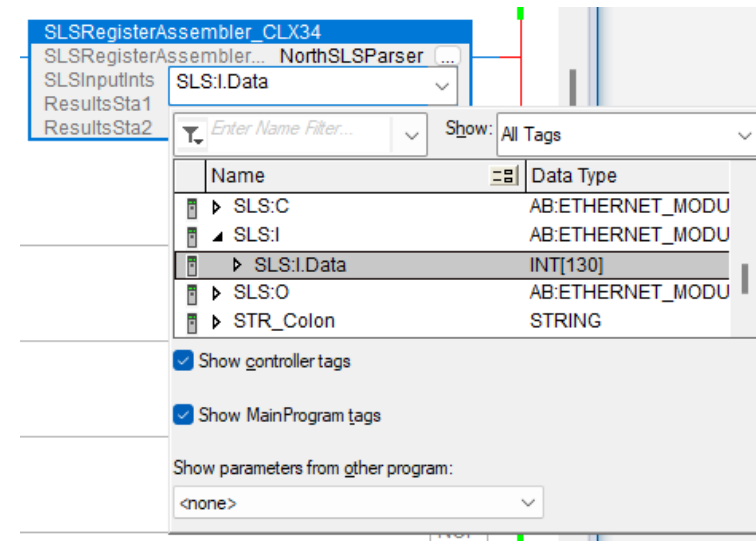 SLSRegisterAssembler_CLX34
SLSRegisterAssembler... NorthSLSParser ...
SLSInputInts SLS:I.Data
ResultsSta1
ResultsSta2
Enter Name Filter... Show: All Tags
Name Data Type
SLS:C AB:ETHERNET_MODU
SLS:I AB:ETHERNET_MODU
SLS:I.Data INT[130]
SLS:O AB:ETHERNET_MODU
STR_Colon STRING
Show controller tags
Show MainProgram tags
Show parameters from other program:
<none>